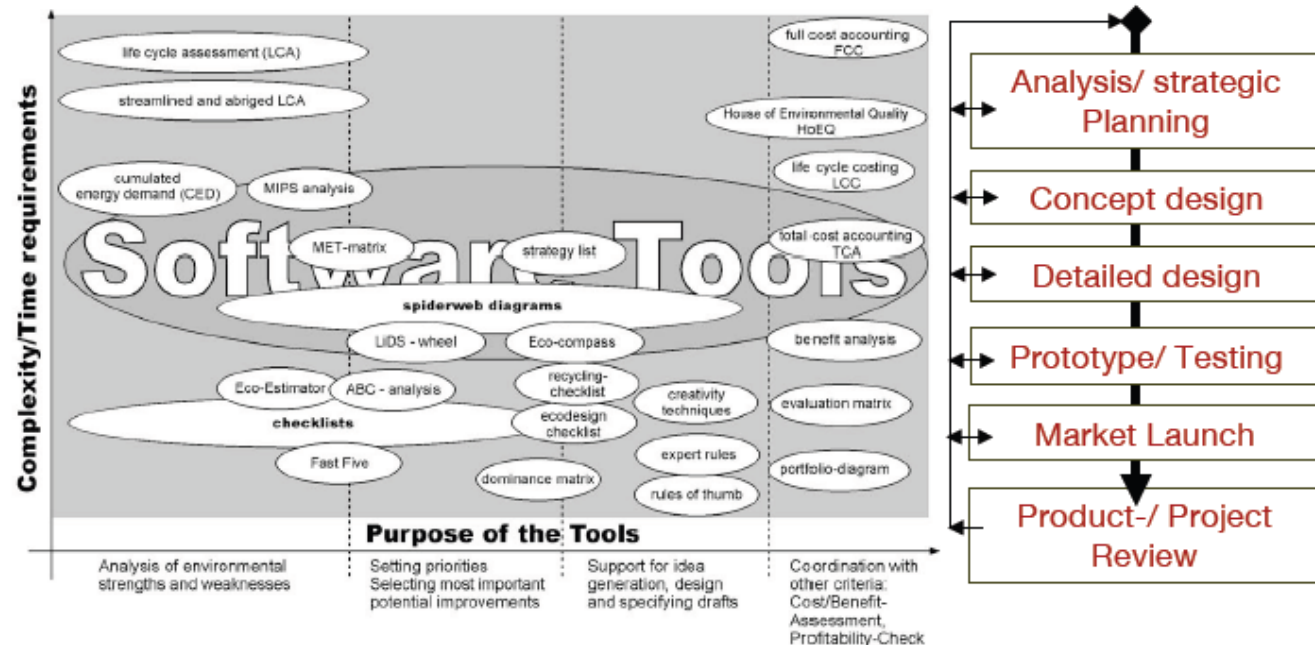 Complexity/Time requirements
life cycle assessment (LCA)
streamlined and abriged LCA
cumulated
energy demand (CED)
MIPS analysis
full cost accounting
FCC
House of Environmental Quality
HoEQ
life cycle costing
LCC
Software Tools
MET-matrix
strategy list
total cost accounting
TCA
spiderweb diagrams
LiDS - wheel
Eco-compass
benefit analysis
Eco-Estimator
ABC - analysis
recycling-
checklist
creativity
techniques
evaluation matrix
checklists
ecodesign
checklist
Fast Five
expert rules
dominance matrix
rules of thumb
portfolio-diagram
Purpose of the Tools
Analysis of environmental
strengths and weaknesses
Setting priorities
Selecting most important
potential improvements
Support for idea
generation, design
and specifying drafts
Co-ordination with
other criteria:
Cost/Benefit-
Assessment,
Profitability-Check
Analysis/ strategic
Planning
Concept design
Detailed design
Prototype/ Testing
Market Launch
Product-/ Project
Review